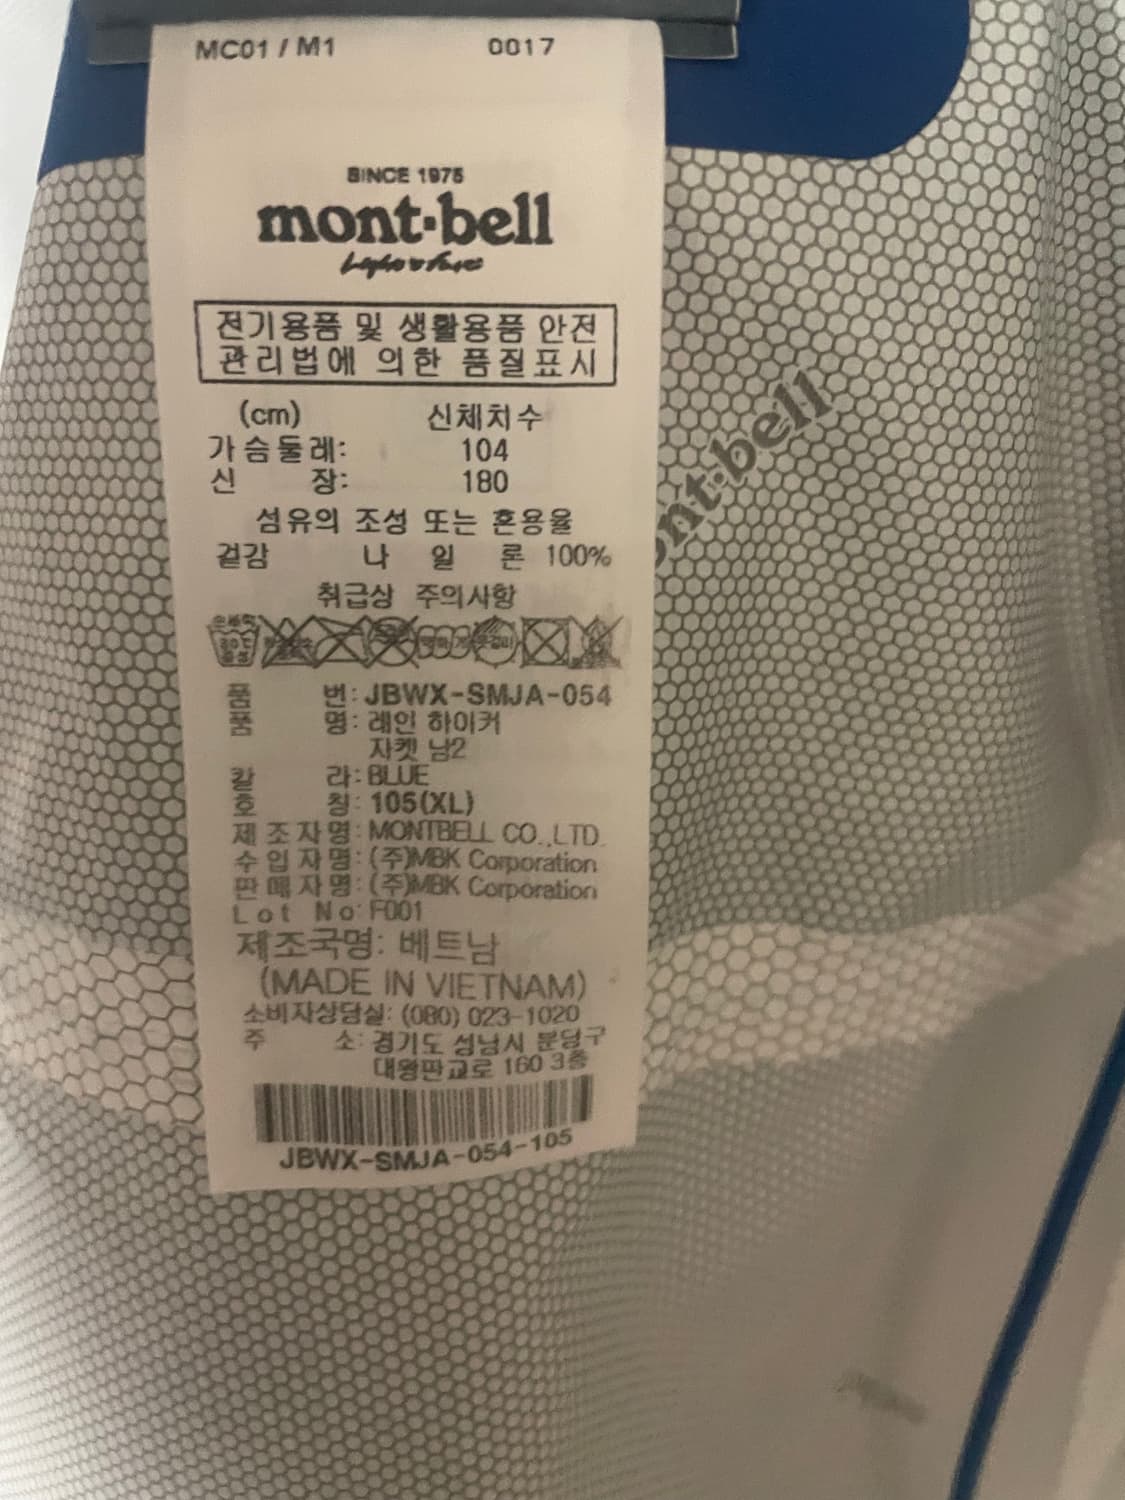 MC01 / M1 0017
SINCE 1975
mont·bell
전기용품 및 생활용품 안전
관리법에 의한 품질표시
(cm) 신체치수
가슴둘레: 104
신 장: 180
섬유의 조성 또는 혼용율
겉감 나 일 론 100%
취급상 주의사항
품 번: JBWX-SMJA-054
품 명: 레인 하이커
자켓 남2
칼 라: BLUE
호 칭: 105(XL)
제 조 자 명: MONTBELL CO.,LTD.
수 입 자 명: (주)MBK Corporation
판 매 자 명: (주)MBK Corporation
Lot No: F001
제조국명: 베트남
(MADE IN VIETNAM)
소비자상담실: (080) 023-1020
주 소: 경기도 성남시 분당구
대왕판교로 160 3층
JBWX-SMJA-054-105
ont·bell